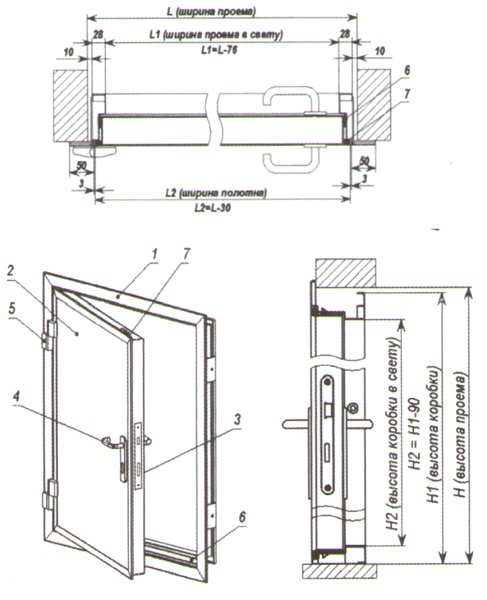 L (ширина проема)
28
L1 (ширина проема в свету)
28
10
L1=L-76
10
6
7
50
50
3
L2 (ширина полотна)
3
L2=L-30
1
7
2
5
4
3
6
H2 (высота коробки в свету)
H2 = H1-90
H1 (высота коробки)
H (высота проема)